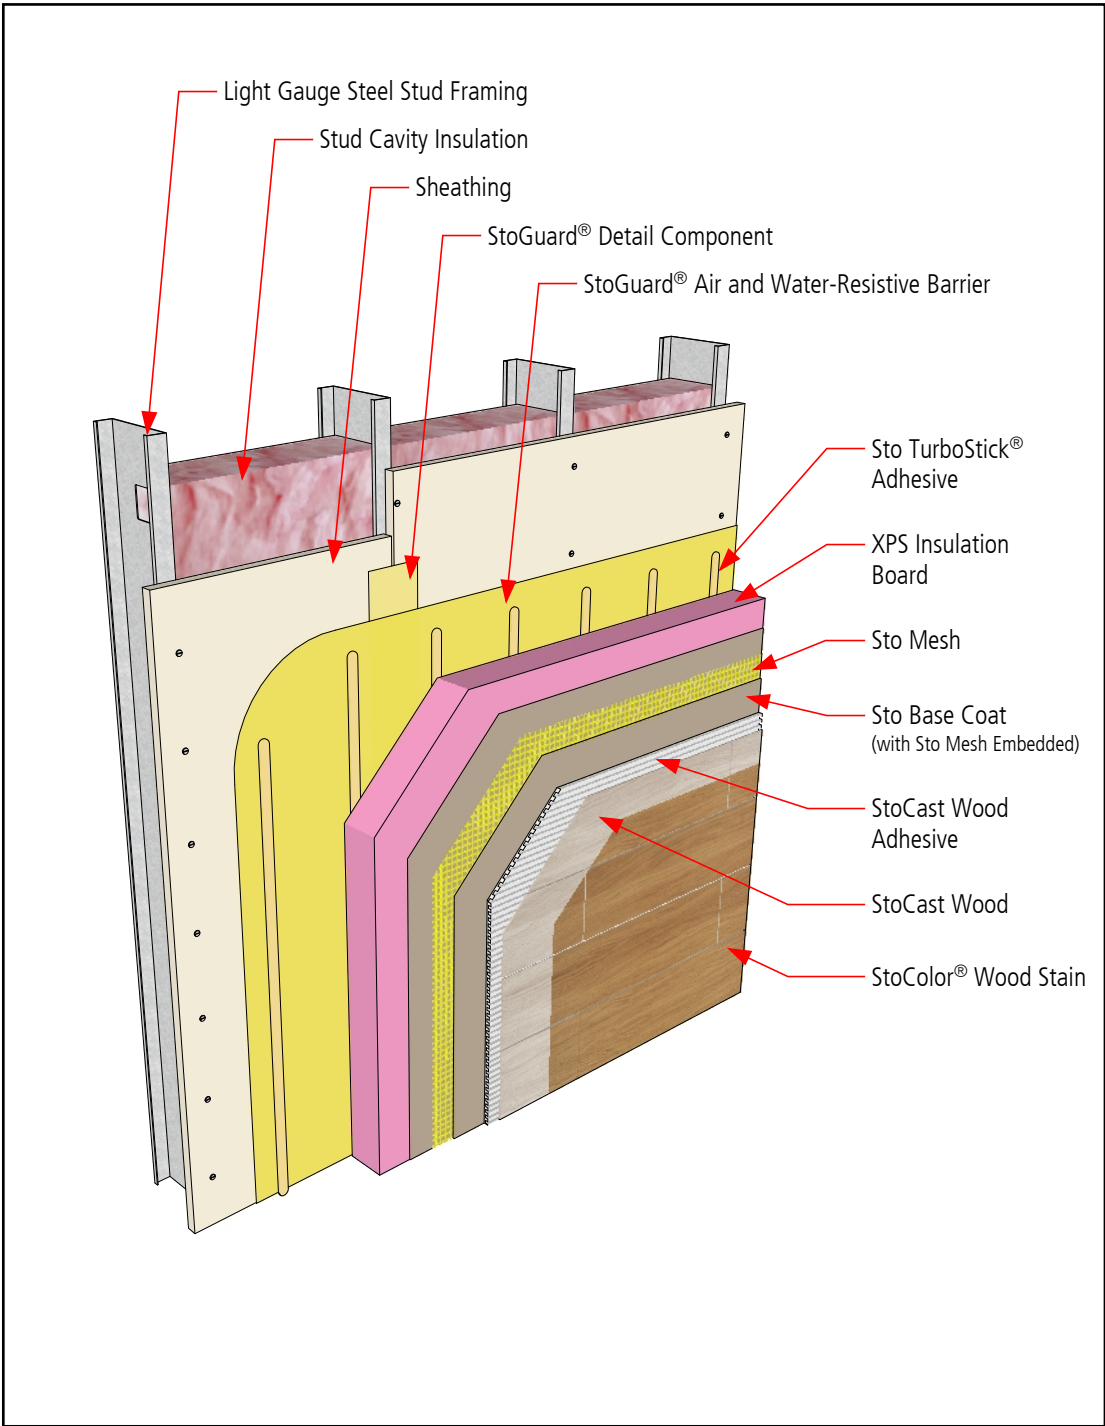 Light Gauge Steel Stud Framing
Stud Cavity Insulation
Sheathing
StoGuard® Detail Component
StoGuard® Air and Water-Resistive Barrier
Sto TurboStick®
Adhesive
XPS Insulation
Board
Sto Mesh
Sto Base Coat
(with Sto Mesh Embedded)
StoCast Wood
Adhesive
StoCast Wood
StoColor® Wood Stain